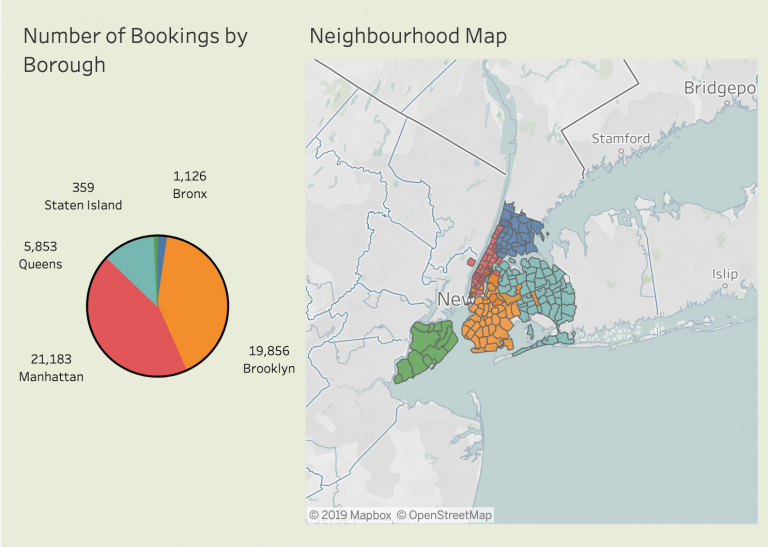 Number of Bookings by
Borough
Neighbourhood Map
1,126
Bronx
359
Staten Island
5,853
Queens
21,183
Manhattan
19,856
Brooklyn
Bridgepo
Stamford
Islip
New
© 2019 Mapbox © OpenStreetMap